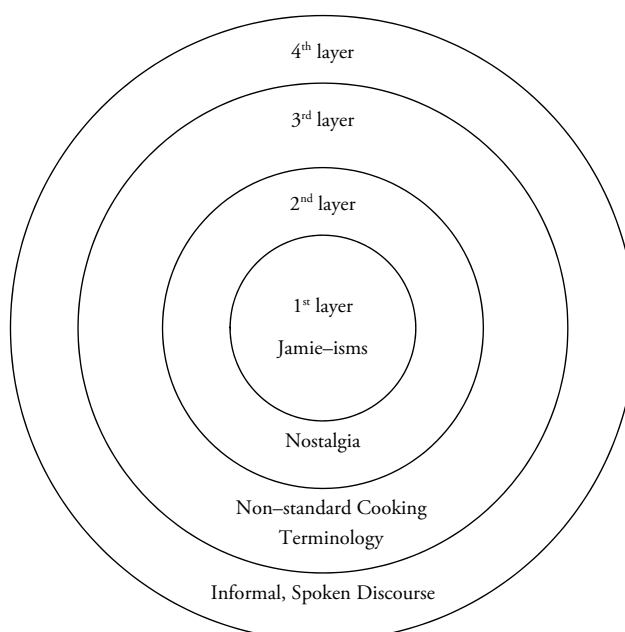 4th layer
3rd layer
2nd layer
1st layer
Jamie–isms
Nostalgia
Non–standard Cooking
Terminology
Informal, Spoken Discourse